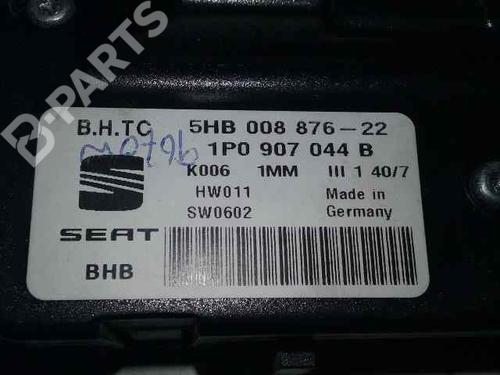 B-PARTS
B.H.TC 5HB 008 876-22
1P0 907 044 B
K006 1MM III 1 40/7
HW011 Made in
SW0602 Germany
SEAT
BHB